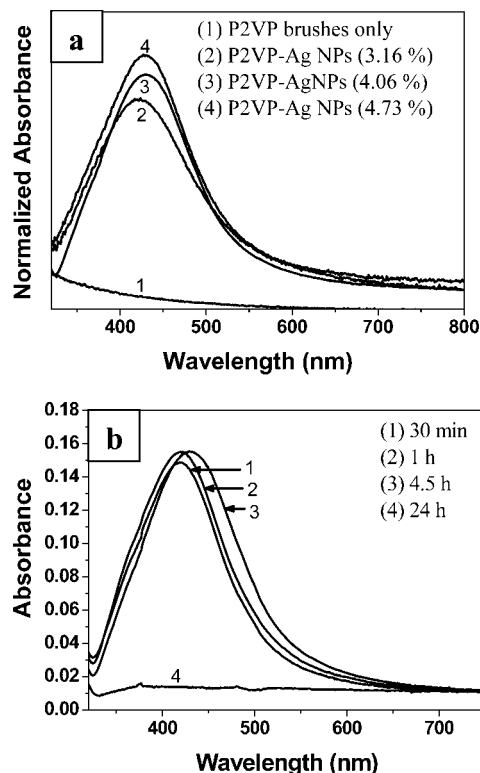 a
(1) P2VP brushes only
(2) P2VP-Ag NPs (3.16 %)
(3) P2VP-AgNPs (4.06 %)
(4) P2VP-Ag NPs (4.73 %)
4
3
2
1
Normalized Absorbance
400 500 600 700 800
Wavelength (nm)
b
(1) 30 min
(2) 1 h
(3) 4.5 h
(4) 24 h
1
2
3
4
Absorbance
0.18
0.16
0.14
0.12
0.10
0.08
0.06
0.04
0.02
0.00
400 500 600 700
Wavelength (nm)